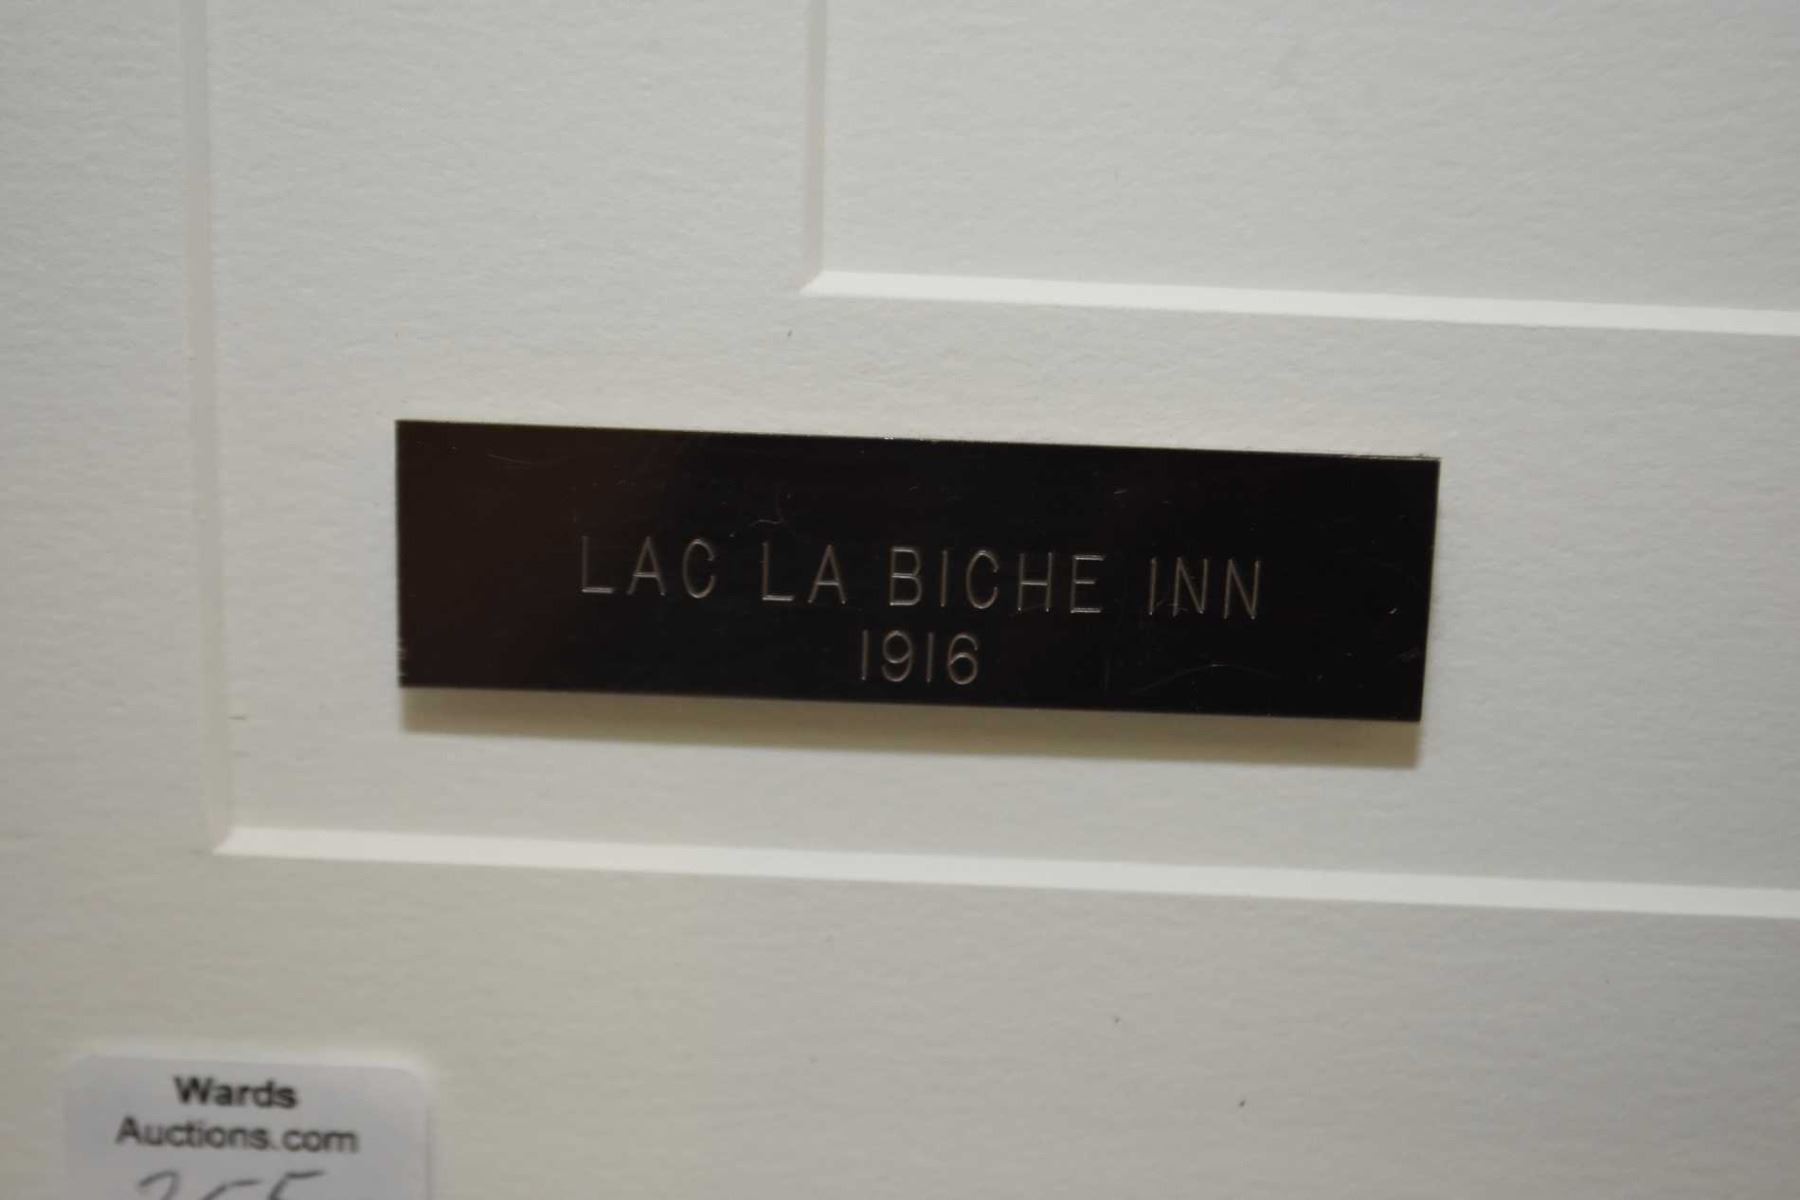 LAC LA BICHE INN
1916
Wards
Auctions.com